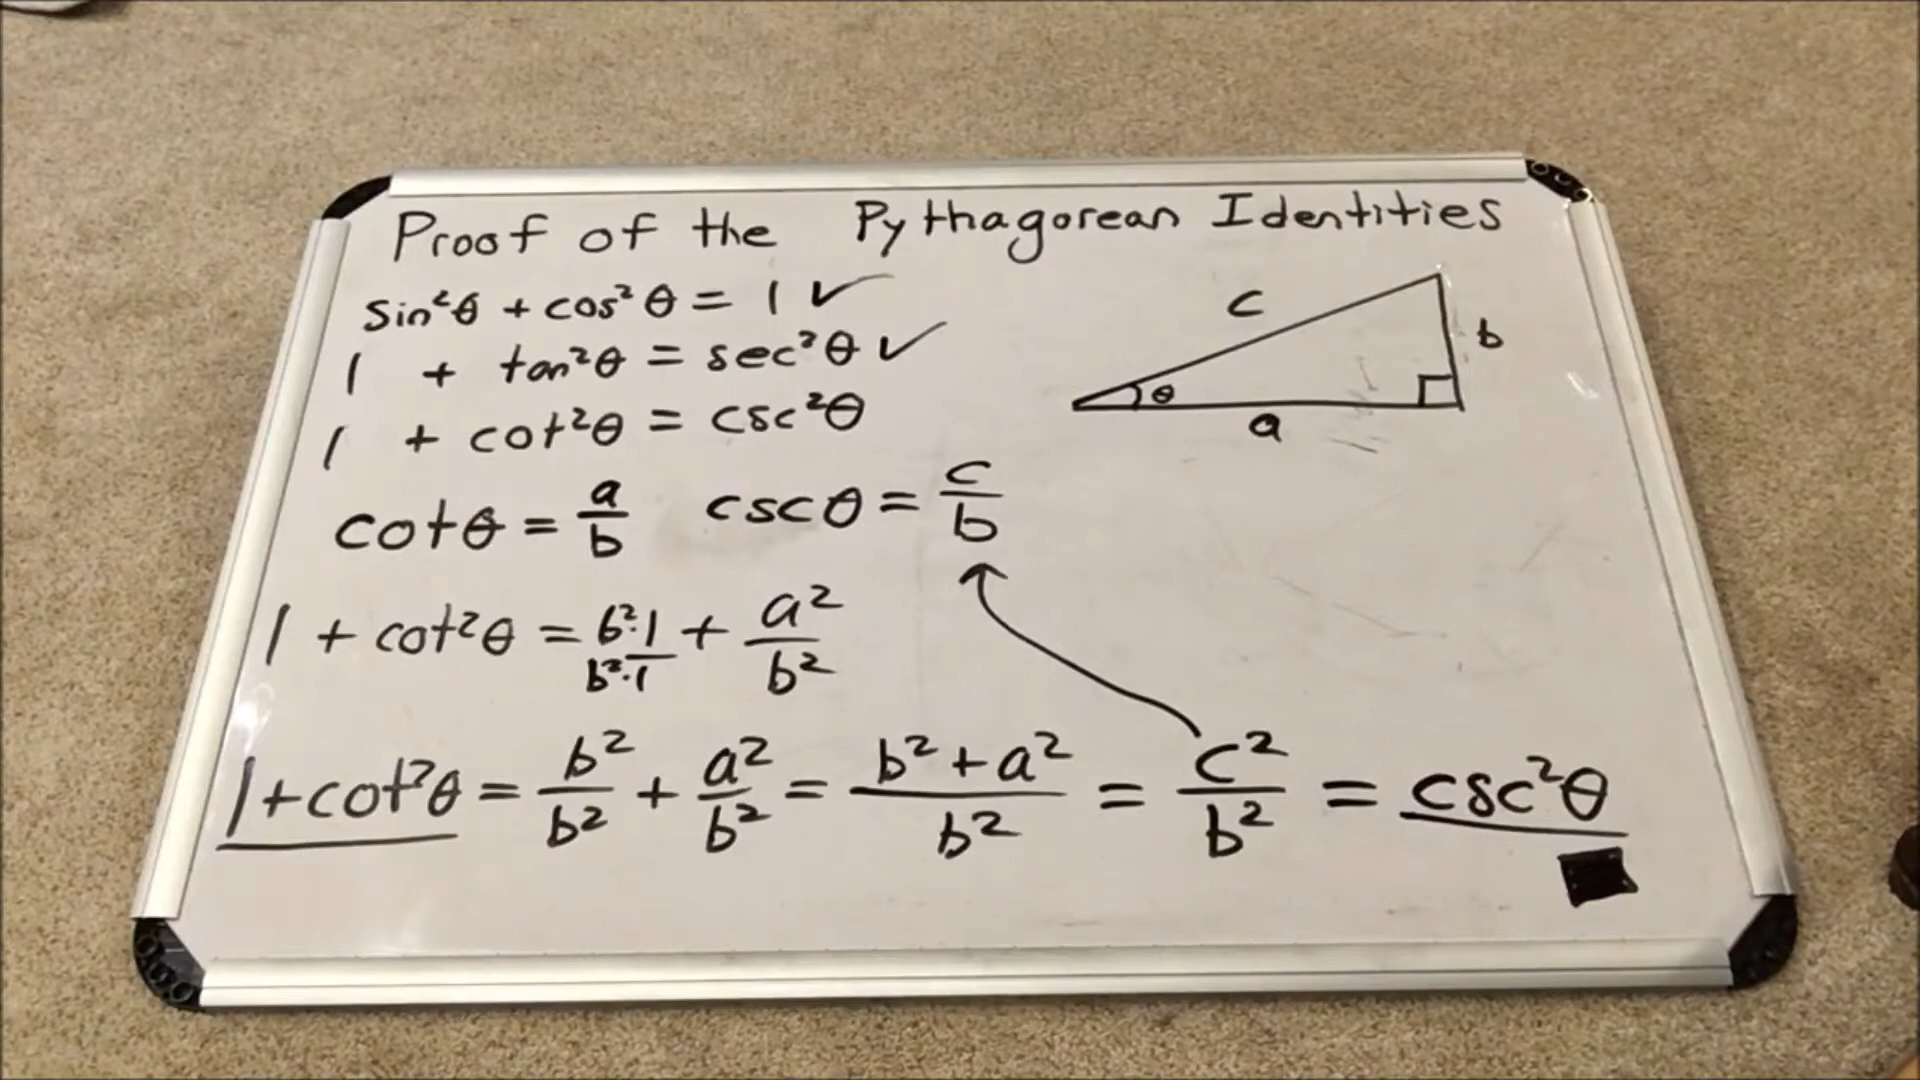 Proof of the Pythagorean Identities
sin²θ + cos²θ = 1 ✓
1 + tan²θ = sec²θ ✓
1 + cot²θ = csc²θ
c
b
θ
a
cotθ = a/b cscθ = c/b
1 + cot²θ = b²·1/b²·1 + a²/b²
1+cot²θ = b²/b² + a²/b² = b²+a²/b² = c²/b² = csc²θ